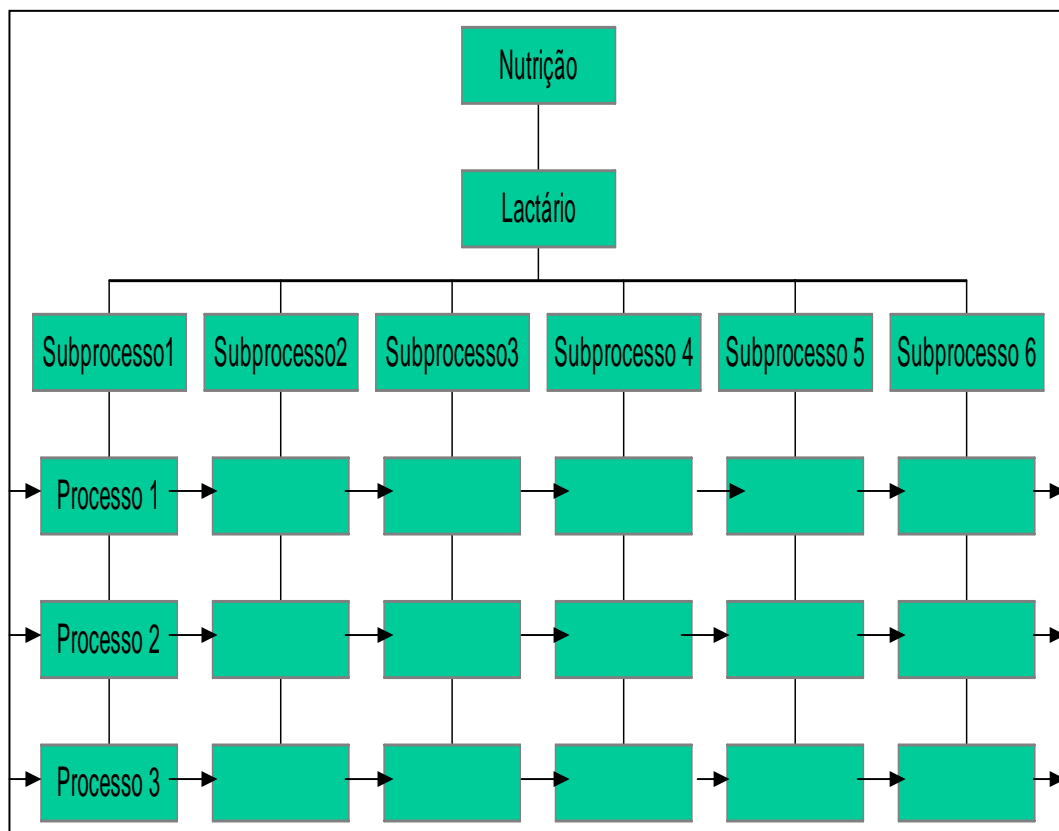 Nutrição
Lactário
Subprocesso1
Subprocesso2
Subprocesso3
Subprocesso 4
Subprocesso 5
Subprocesso 6
Processo 1
Processo 2
Processo 3